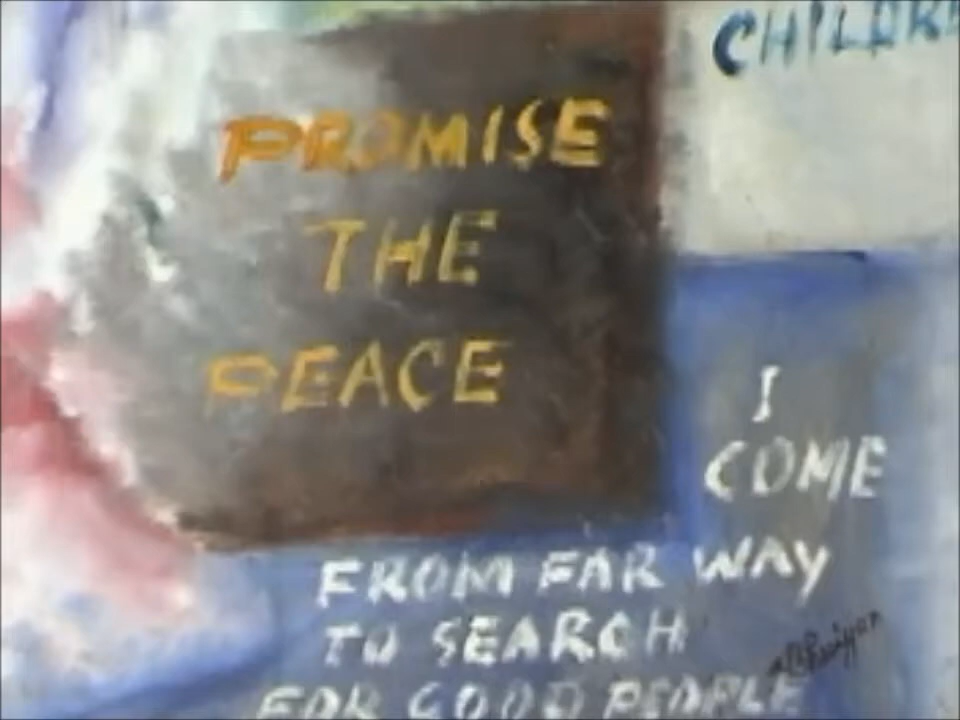 PROMISE
THE
PEACE
I
COME
FROM FAR WAY
TO SEARCH
FOR GOOD PEOPLE